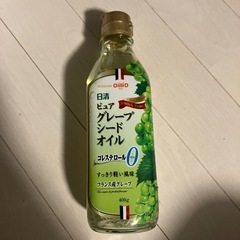 OilliO
日清
ピュア
グレープ
シード
オイル
コレステロール0
すっきり軽い風味
フランス産グレープ
400g